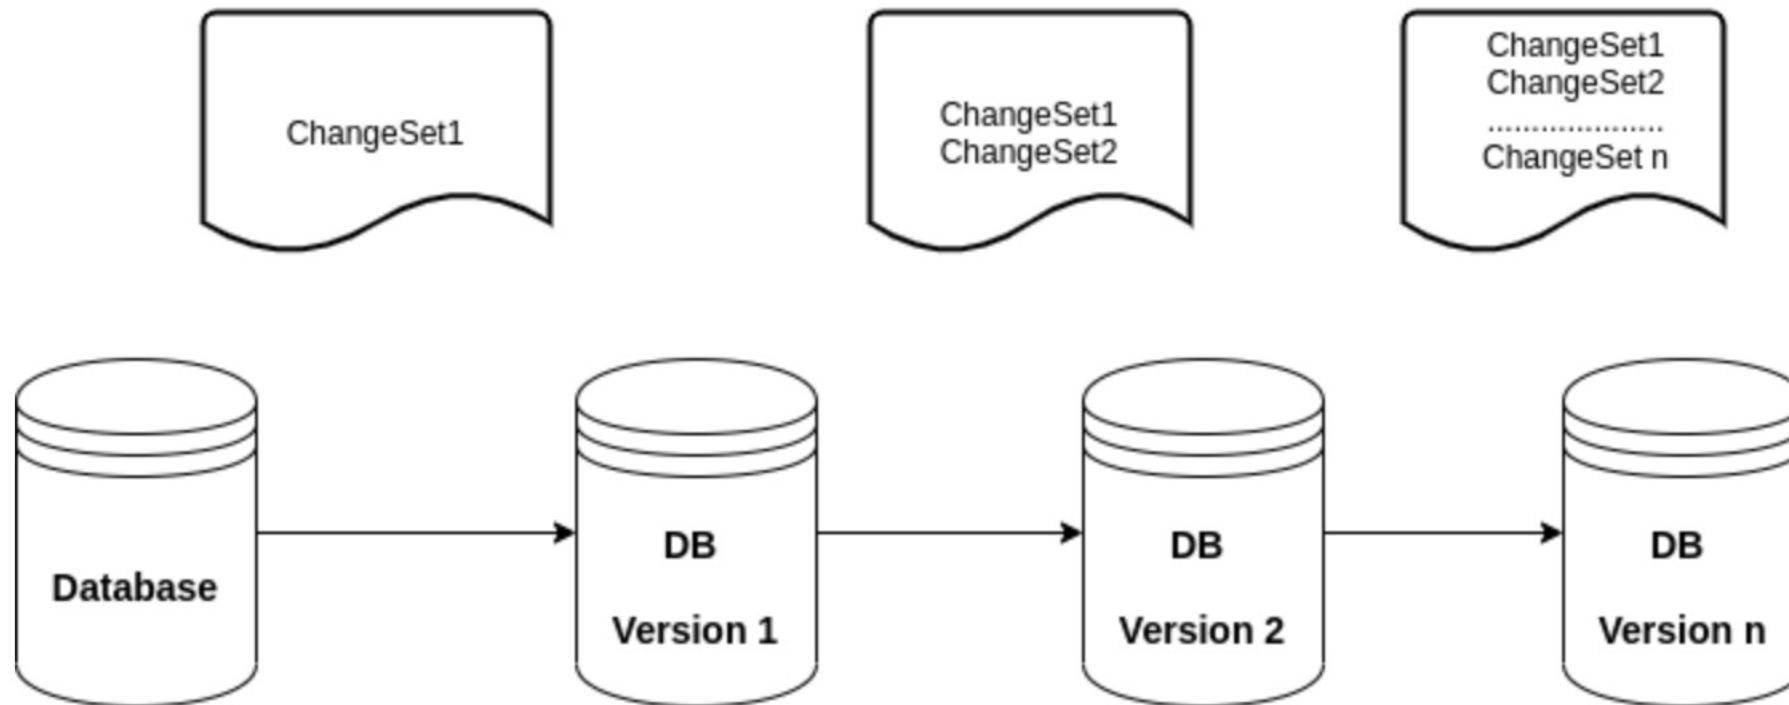 ChangeSet1
ChangeSet1
ChangeSet2
ChangeSet1
ChangeSet2
....................
ChangeSet n
Database
DB
Version 1
DB
Version 2
DB
Version n